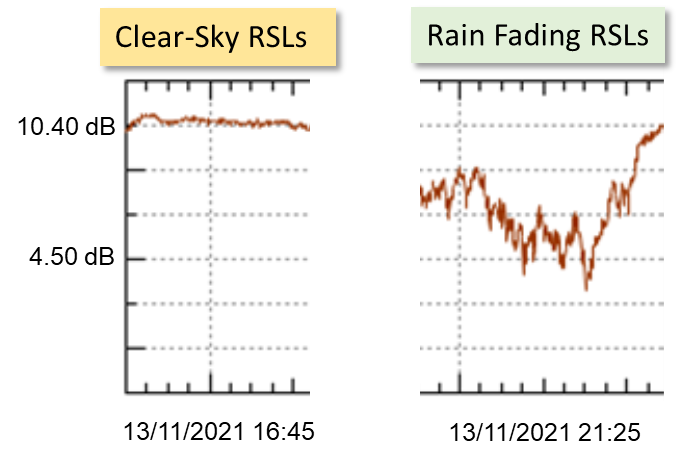 Clear-Sky RSLs
Rain Fading RSLs
10.40 dB
4.50 dB
13/11/2021 16:45
13/11/2021 21:25